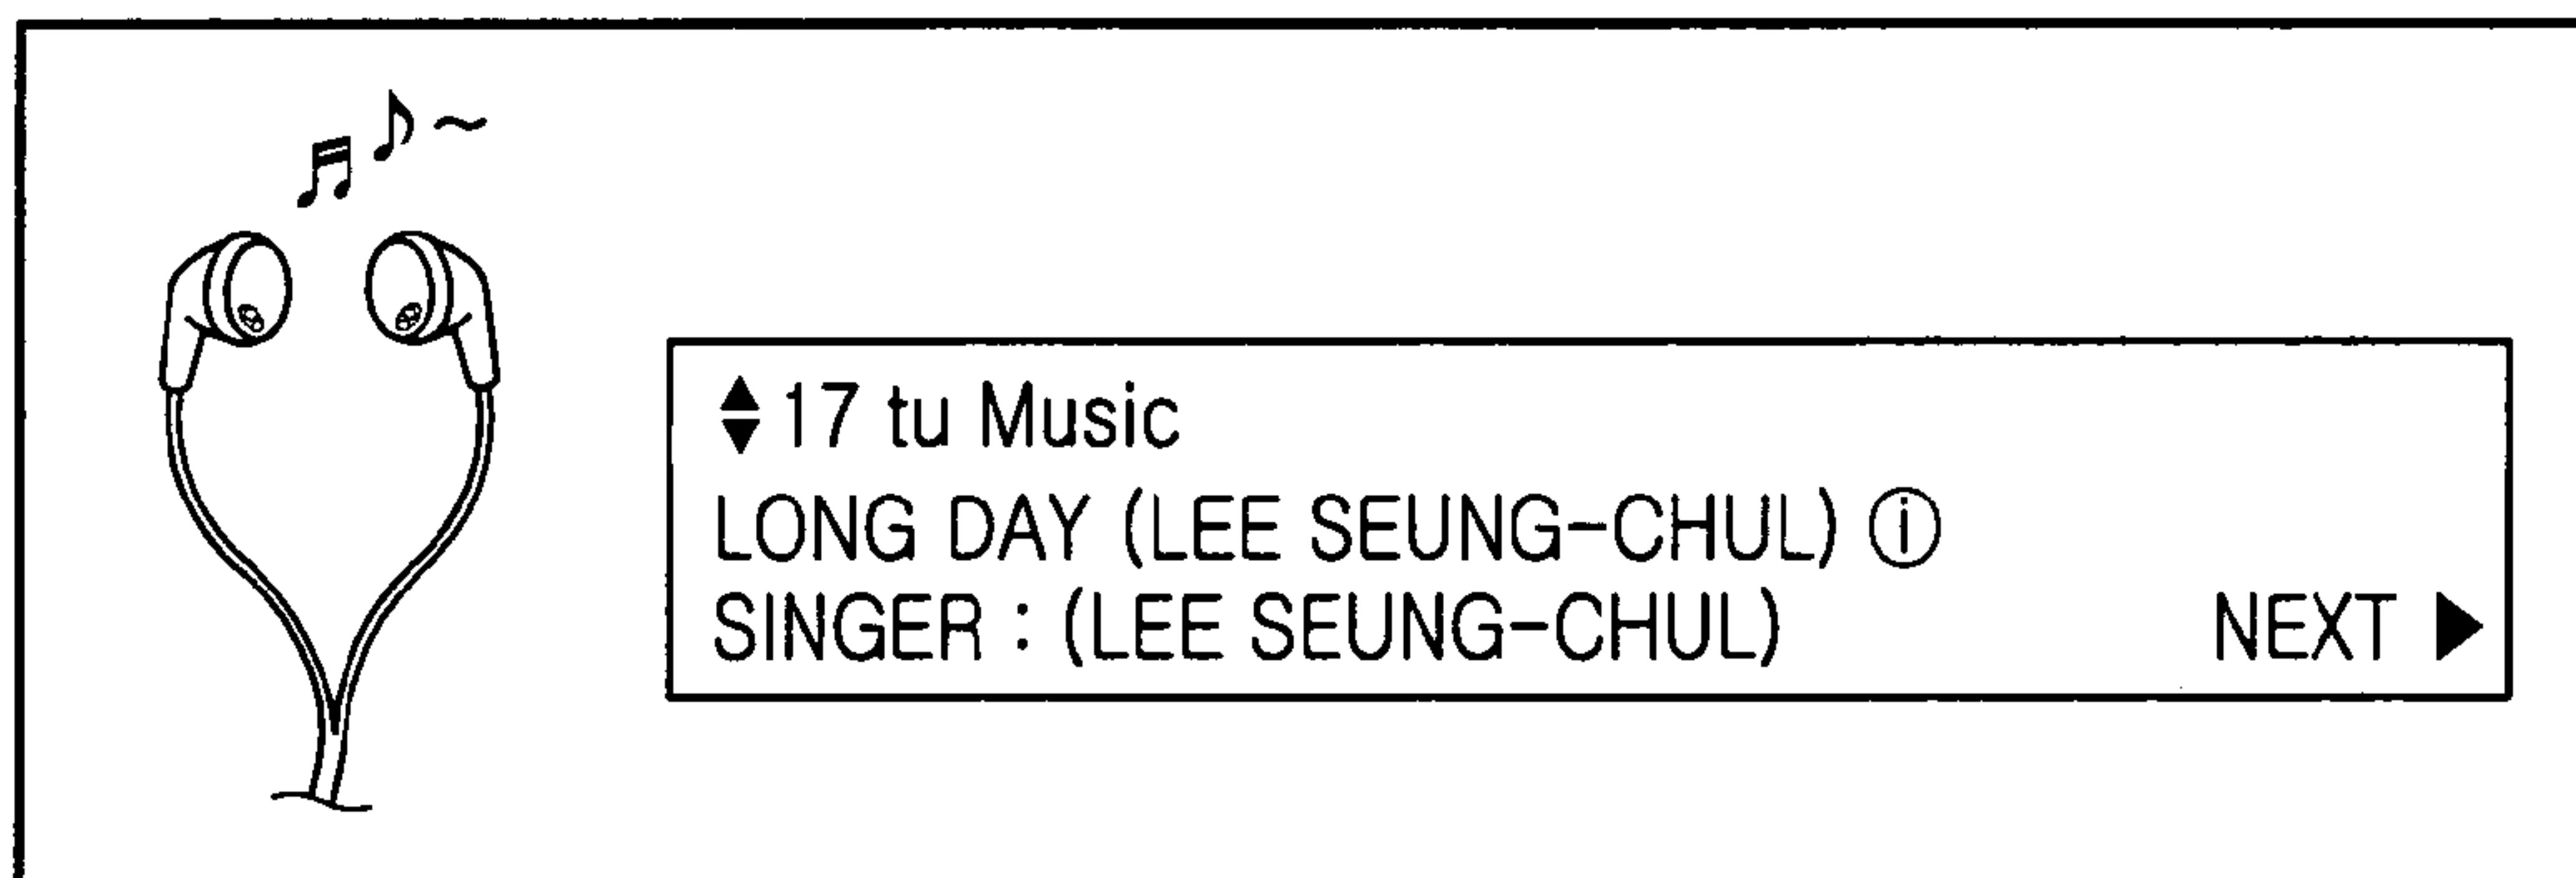 17 tu Music
LONG DAY (LEE SEUNG-CHUL) ⓘ
SINGER : (LEE SEUNG-CHUL) NEXT ▶